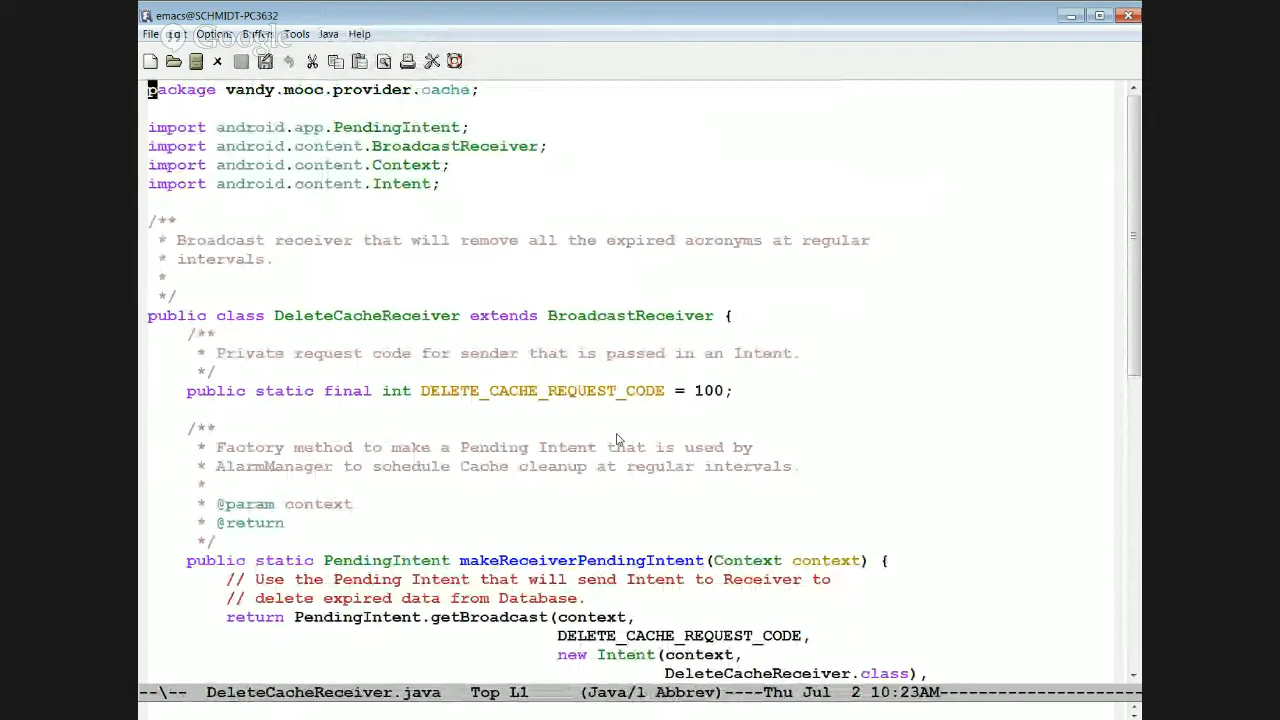 emacs@SCHMIDT-PC3632
File Edit Options Buffers Tools Java Help
Google
package vandy.mooc.provider.cache;
import android.app.PendingIntent;
import android.content.BroadcastReceiver;
import android.content.Context;
import android.content.Intent;
/**
* Broadcast receiver that will remove all the expired acronyms at regular
* intervals.
*
*/
public class DeleteCacheReceiver extends BroadcastReceiver {
/**
* Private request code for sender that is passed in an Intent.
*/
public static final int DELETE_CACHE_REQUEST_CODE = 100;
/**
* Factory method to make a Pending Intent that is used by
* AlarmManager to schedule Cache cleanup at regular intervals.
*
* @param context
* @return
*/
public static PendingIntent makeReceiverPendingIntent(Context context) {
// Use the Pending Intent that will send Intent to Receiver to
// delete expired data from Database.
return PendingIntent.getBroadcast(context,
DELETE_CACHE_REQUEST_CODE,
new Intent(context,
DeleteCacheReceiver.class),
--\-- DeleteCacheReceiver.java Top L1 (Java/l Abbrev)----Thu Jul 2 10:23AM--------------------